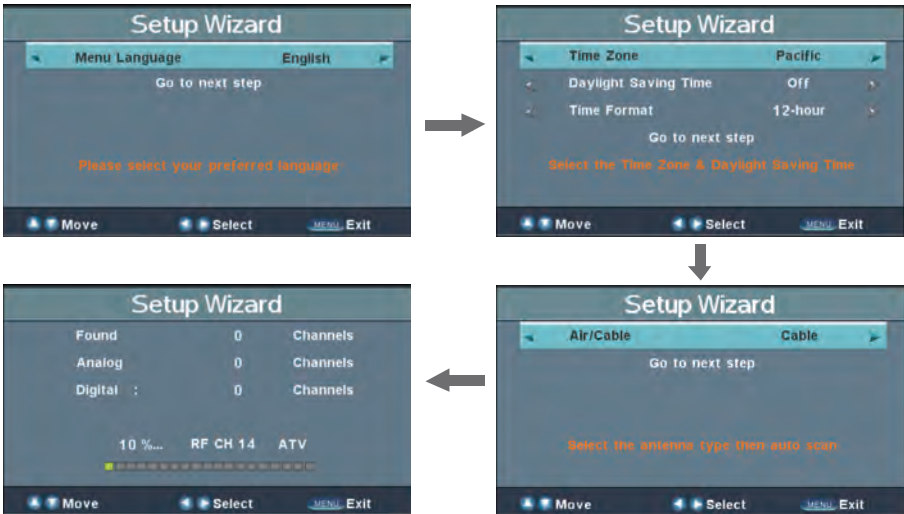 Setup Wizard
Menu Language English
Go to next step
Please select your preferred language
Move Select MENU Exit
Setup Wizard
Time Zone Pacific
Daylight Saving Time Off
Time Format 12-hour
Go to next step
Select the Time Zone & Daylight Saving Time
Move Select MENU Exit
Setup Wizard
Air/Cable Cable
Go to next step
Select the antenna type then auto scan
Move Select MENU Exit
Setup Wizard
Found 0 Channels
Analog 0 Channels
Digital : 0 Channels
10 %... RF CH 14 ATV
Move Select MENU Exit